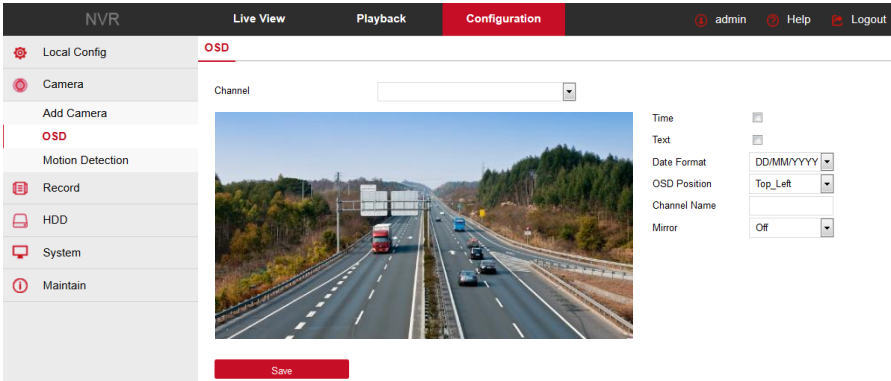 NVR Live View Playback Configuration admin Help Logout
Local Config
OSD
Camera
Channel
Add Camera
OSD
Motion Detection
Record
HDD
System
Maintain
Time
Text
Date Format DD/MM/YYYY
OSD Position Top_Left
Channel Name
Mirror Off
Save